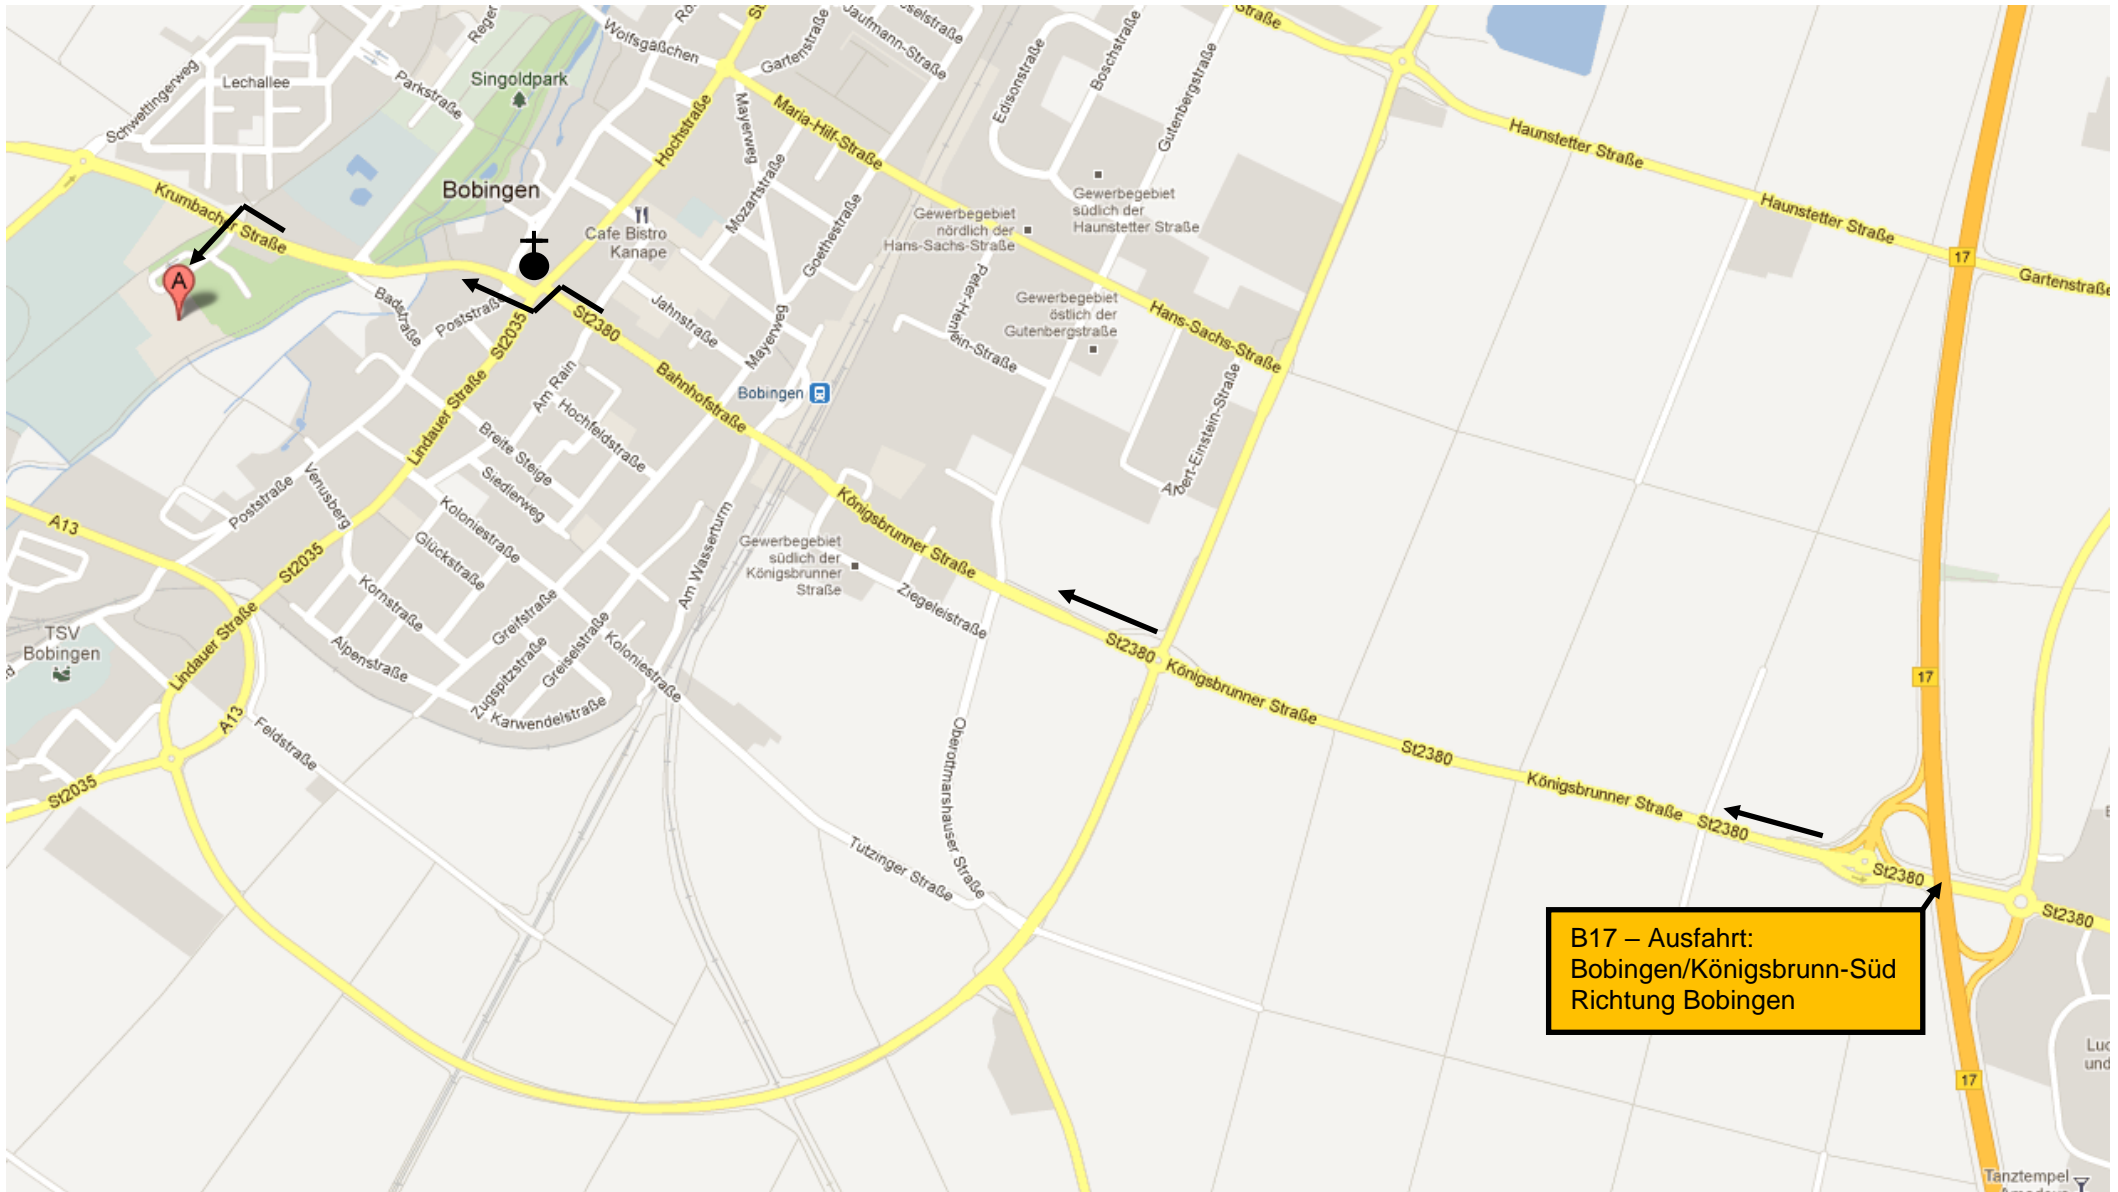 Straße
Wolfsgäßchen
Gartenstraße
Jaufmann-Straße
Edisonstraße
Boschstraße
Gutenbergstraße
Lechallee
Schwettingerweg
Parkstraße
Singoldpark
Hochstraße
Mayerweg
Maria-Hilf-Straße
Haunstetter Straße
Mozartstraße
Bobingen
Krumbacher Straße
Cafe Bistro
Kanape
Goethestraße
Gewerbegebiet
nördlich der
Hans-Sachs-Straße
Gewerbegebiet
südlich der
Haunstetter Straße
Haunstetter Straße
17
Gartenstraße
A
Badstraße
Poststraße
St2035
St2380
Jahnstraße
Mayerweg
Peter-Henlein-Straße
Gewerbegebiet
östlich der
Gutenbergstraße
Hans-Sachs-Straße
Bobingen
Bahnhofstraße
Am Rain
Hochfeldstraße
Lindauer Straße
Breite Steige
Siedlerweg
Albert-Einstein-Straße
Venusberg
Poststraße
A13
Koloniestraße
Glückstraße
Königsbrunner Straße
Am Wasserturm
Gewerbegebiet
südlich der
Königsbrunner
Straße
St2035
Kornstraße
Ziegeleistraße
Greifstraße
Greiselstraße
Koloniestraße
Lindauer Straße
Alpenstraße
Zugspitzstraße
Karwendelstraße
TSV
Bobingen
St2380
Königsbrunner Straße
17
A13
Feldstraße
Oberottmarshauser Straße
St2380
Königsbrunner Straße
St2380
St2035
Tutzinger Straße
St2380
St2380
B17 – Ausfahrt:
Bobingen/Königsbrunn-Süd
Richtung Bobingen
17
Tanztempel